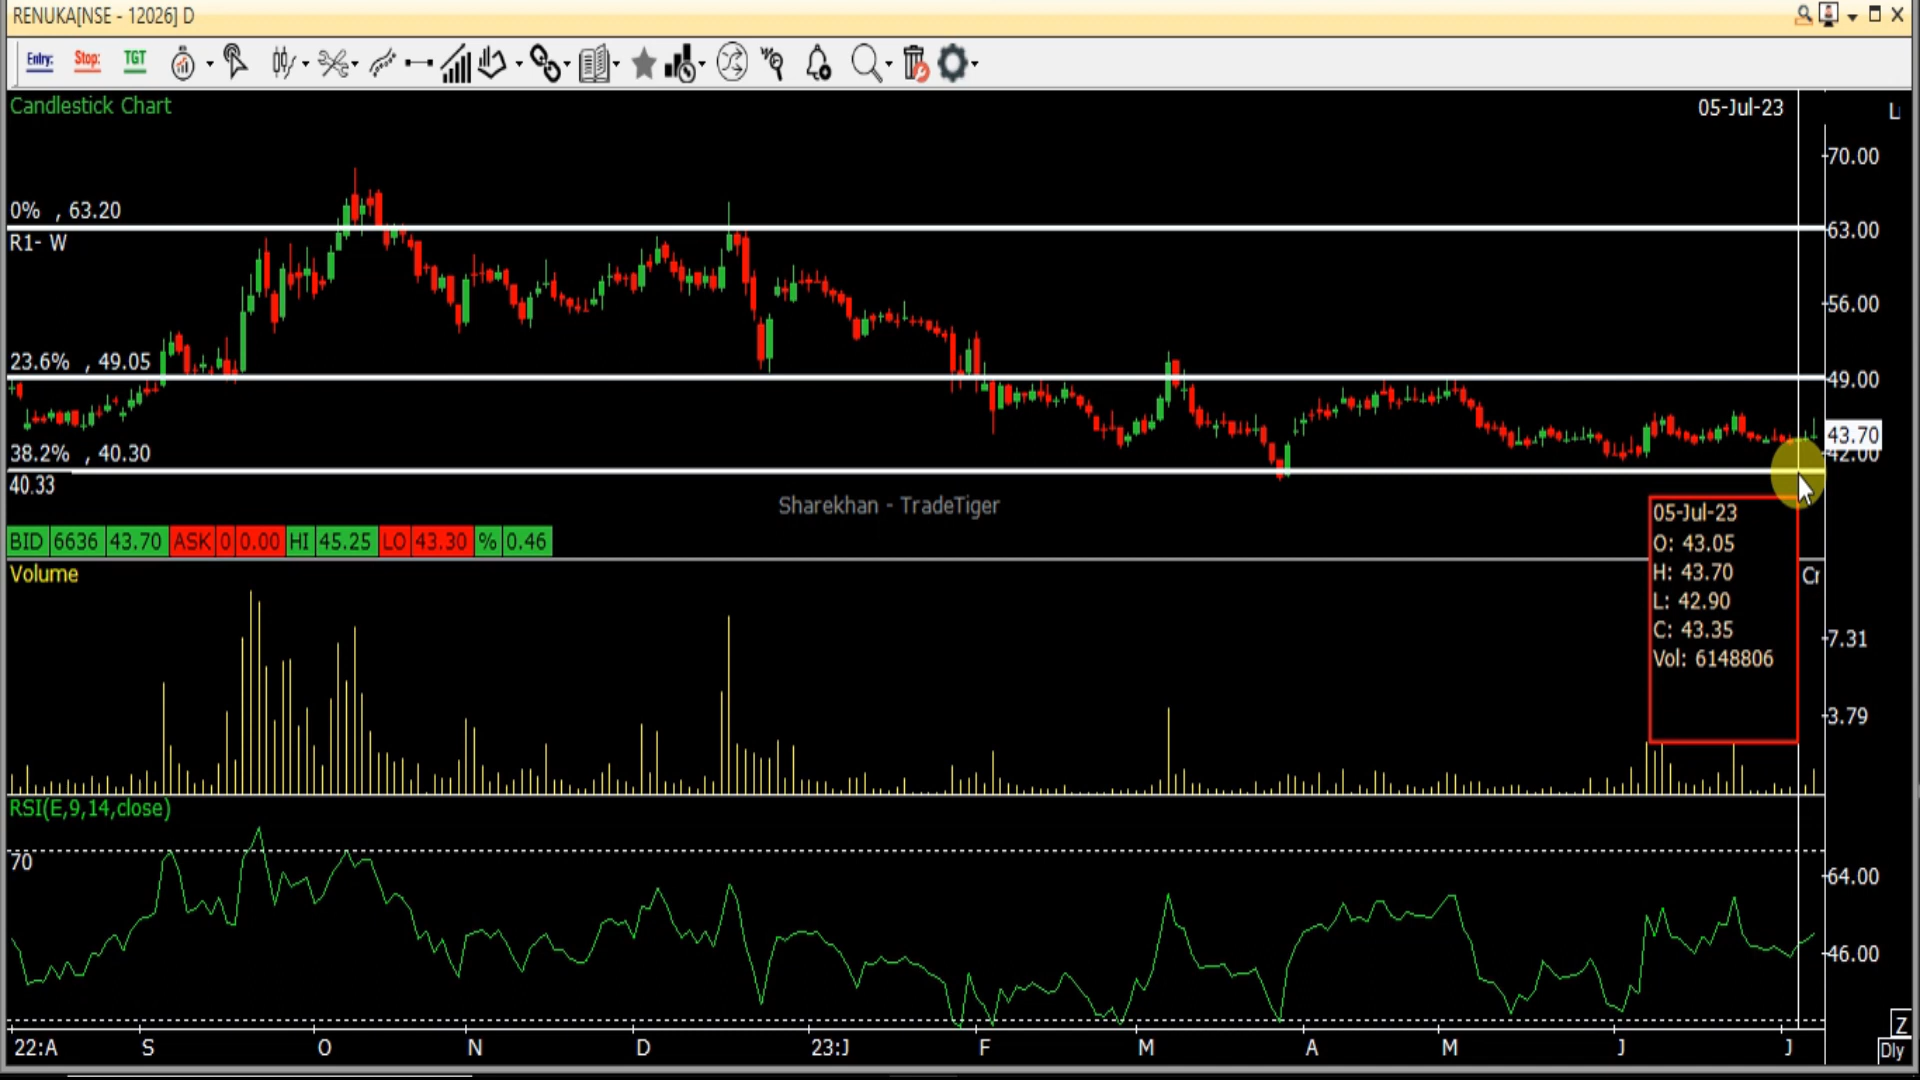 RENUKA[NSE - 12026] D
Entry: Stop: TGT
Candlestick Chart
05-Jul-23
70.00
0% , 63.20
63.00
R1- W
56.00
23.6% , 49.05
49.00
43.70
42.00
38.2% , 40.30
40.33
Sharekhan - TradeTiger
BID 6636 43.70 ASK 0 0.00 HI 45.25 LO 43.30 % 0.46
05-Jul-23
O: 43.05
H: 43.70
L: 42.90
C: 43.35
Vol: 6148806
Volume
Cr
7.31
3.79
RSI(E,9,14,close)
70
64.00
46.00
Z
22:A S O N D 23:J F M A M J J
Dly